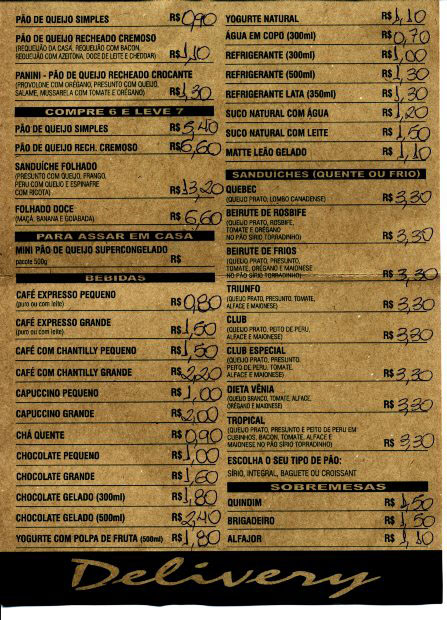 PÃO DE QUEIJO SIMPLES R$ 0,90
PÃO DE QUEIJO RECHEADO CREMOSO
(REQUEIJÃO DA CASA, REQUEIJÃO COM BACON,
REQUEIJÃO COM AZEITONA, DOCE DE LEITE E CHEDDAR) R$ 1,10
PANINI - PÃO DE QUEIJO RECHEADO CROCANTE
(PROVOLONE COM ORÉGANO, PRESUNTO COM QUEIJO,
SALAME, MUSSARELA COM TOMATE E ORÉGANO) R$ 1,30
COMPRE 6 E LEVE 7
PÃO DE QUEIJO SIMPLES R$ 5,40
PÃO DE QUEIJO RECH. CREMOSO R$ 6,60
SANDUÍCHE FOLHADO
(PRESUNTO COM QUEIJO, FRANGO,
PERU COM QUEIJO E ESPINAFRE
COM RICOTA) R$ 13,20
FOLHADO DOCE
(MAÇÃ, BANANA E GOIABADA) R$ 6,60
PARA ASSAR EM CASA
MINI PÃO DE QUEIJO SUPERCONGELADO
pacote 500g R$
BEBIDAS
CAFÉ EXPRESSO PEQUENO
(puro ou com leite) R$ 0,80
CAFÉ EXPRESSO GRANDE
(puro ou com leite) R$ 1,50
CAFÉ COM CHANTILLY PEQUENO R$ 1,50
CAFÉ COM CHANTILLY GRANDE R$ 2,20
CAPUCCINO PEQUENO R$ 1,00
CAPUCCINO GRANDE R$ 2,00
CHÁ QUENTE R$ 0,90
CHOCOLATE PEQUENO R$ 1,00
CHOCOLATE GRANDE R$ 1,60
CHOCOLATE GELADO (300ml) R$ 1,80
CHOCOLATE GELADO (500ml) R$ 2,40
YOGURTE COM POLPA DE FRUTA (500ml) R$ 1,80
YOGURTE NATURAL R$ 1,10
ÁGUA EM COPO (300ml) R$ 0,70
REFRIGERANTE (300ml) R$ 1,00
REFRIGERANTE (500ml) R$ 1,30
REFRIGERANTE LATA (350ml) R$ 1,30
SUCO NATURAL COM ÁGUA R$ 1,20
SUCO NATURAL COM LEITE R$ 1,50
MATTE LEÃO GELADO R$ 1,10
SANDUICHES (QUENTE OU FRIO)
QUEBEC
(QUEIJO PRATO, LOMBO CANADENSE) R$ 3,30
BEIRUTE DE ROSBIFE
(QUEIJO PRATO, ROSBIFE,
TOMATE E ORÉGANO
NO PÃO SÍRIO TORRADINHO) R$ 3,30
BEIRUTE DE FRIOS
(QUEIJO PRATO, PRESUNTO,
TOMATE, ORÉGANO E MAIONESE
NO PÃO SÍRIO TORRADINHO) R$ 3,30
TRIUNFO
(QUEIJO PRATO, PRESUNTO, TOMATE,
ALFACE E MAIONESE) R$ 3,30
CLUB
(QUEIJO PRATO, PEITO DE PERU,
ALFACE E MAIONESE) R$ 3,30
CLUB ESPECIAL
(QUEIJO PRATO, PRESUNTO,
PEITO DE PERU, TOMATE,
ALFACE E MAIONESE) R$ 3,30
DIETA VÊNIA
(QUEIJO BRANCO, TOMATE, ALFACE,
ORÉGANO E MAIONESE) R$ 3,30
TROPICAL
(QUEIJO PRATO, PRESUNTO E PEITO DE PERU EM
CUBINHOS, BACON, TOMATE, ALFACE E
MAIONESE NO PÃO SÍRIO TORRADINHO) R$ 3,30
ESCOLHA O SEU TIPO DE PÃO:
SÍRIO, INTEGRAL, BAGUETE OU CROISSANT
SOBREMESAS
QUINDIM R$ 1,50
BRIGADEIRO R$ 1,50
ALFAJOR R$ 1,10
Delivery